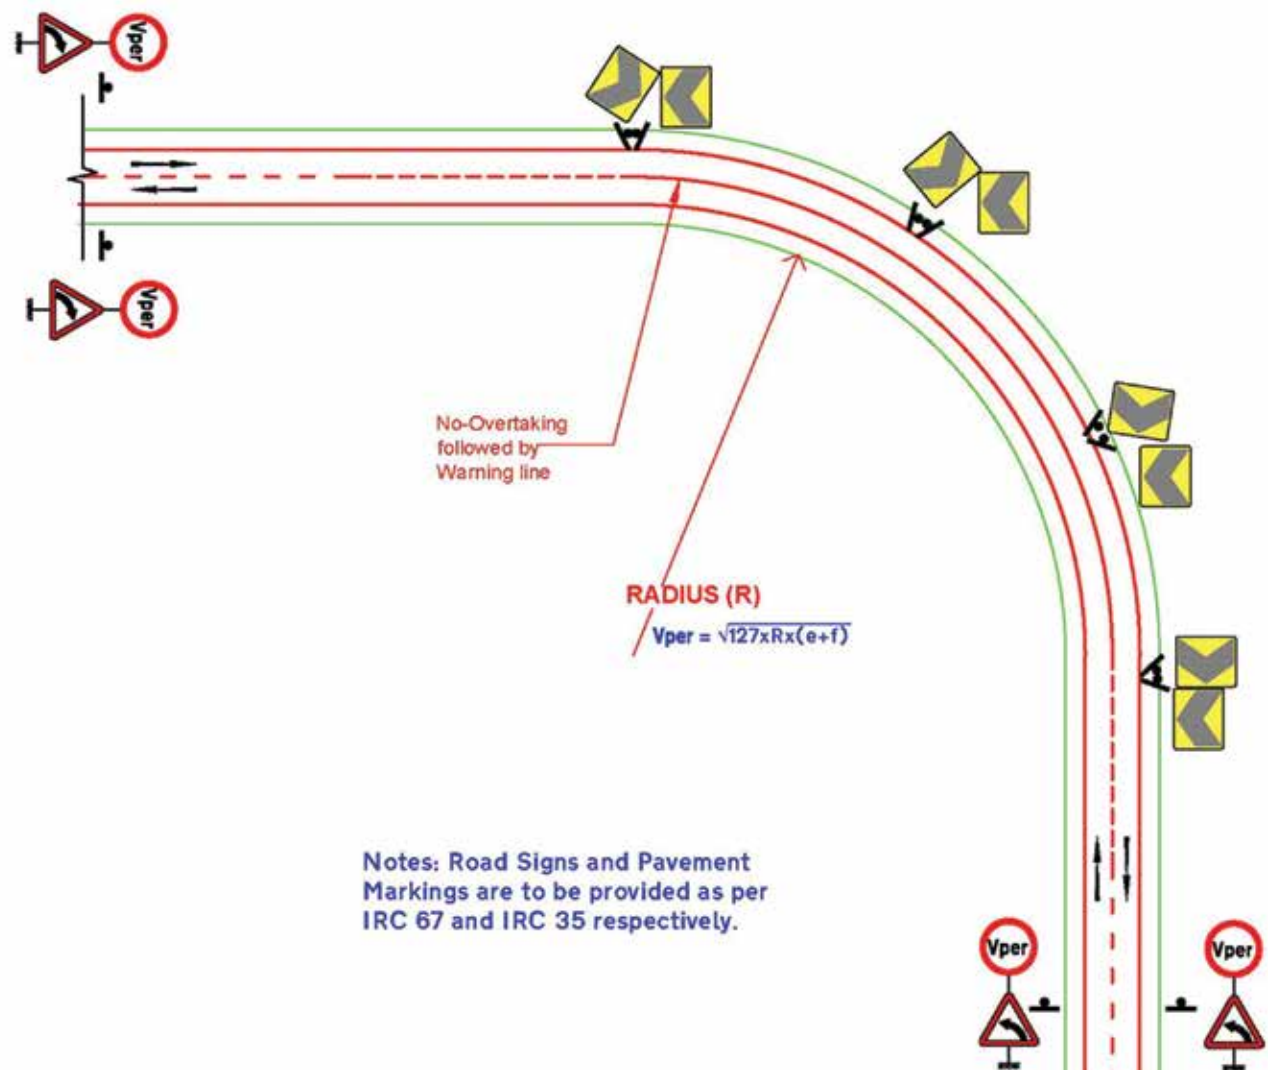 Vper
Vper
No-Overtaking
followed by
Warning line
RADIUS (R)
Vper = √127xRx(e+f)
Notes: Road Signs and Pavement
Markings are to be provided as per
IRC 67 and IRC 35 respectively.
Vper
Vper